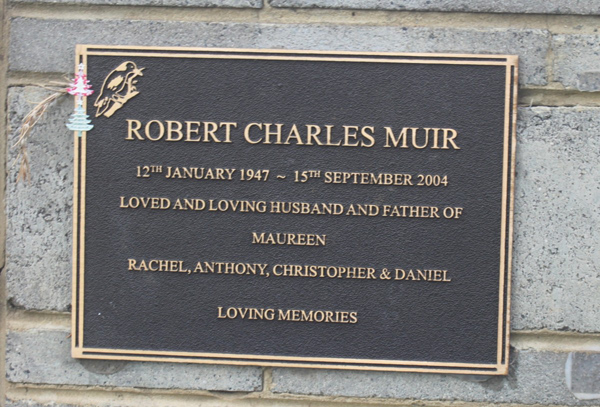 ROBERT CHARLES MUIR
12TH JANUARY 1947 ~ 15TH SEPTEMBER 2004
LOVED AND LOVING HUSBAND AND FATHER OF
MAUREEN
RACHEL, ANTHONY, CHRISTOPHER & DANIEL
LOVING MEMORIES